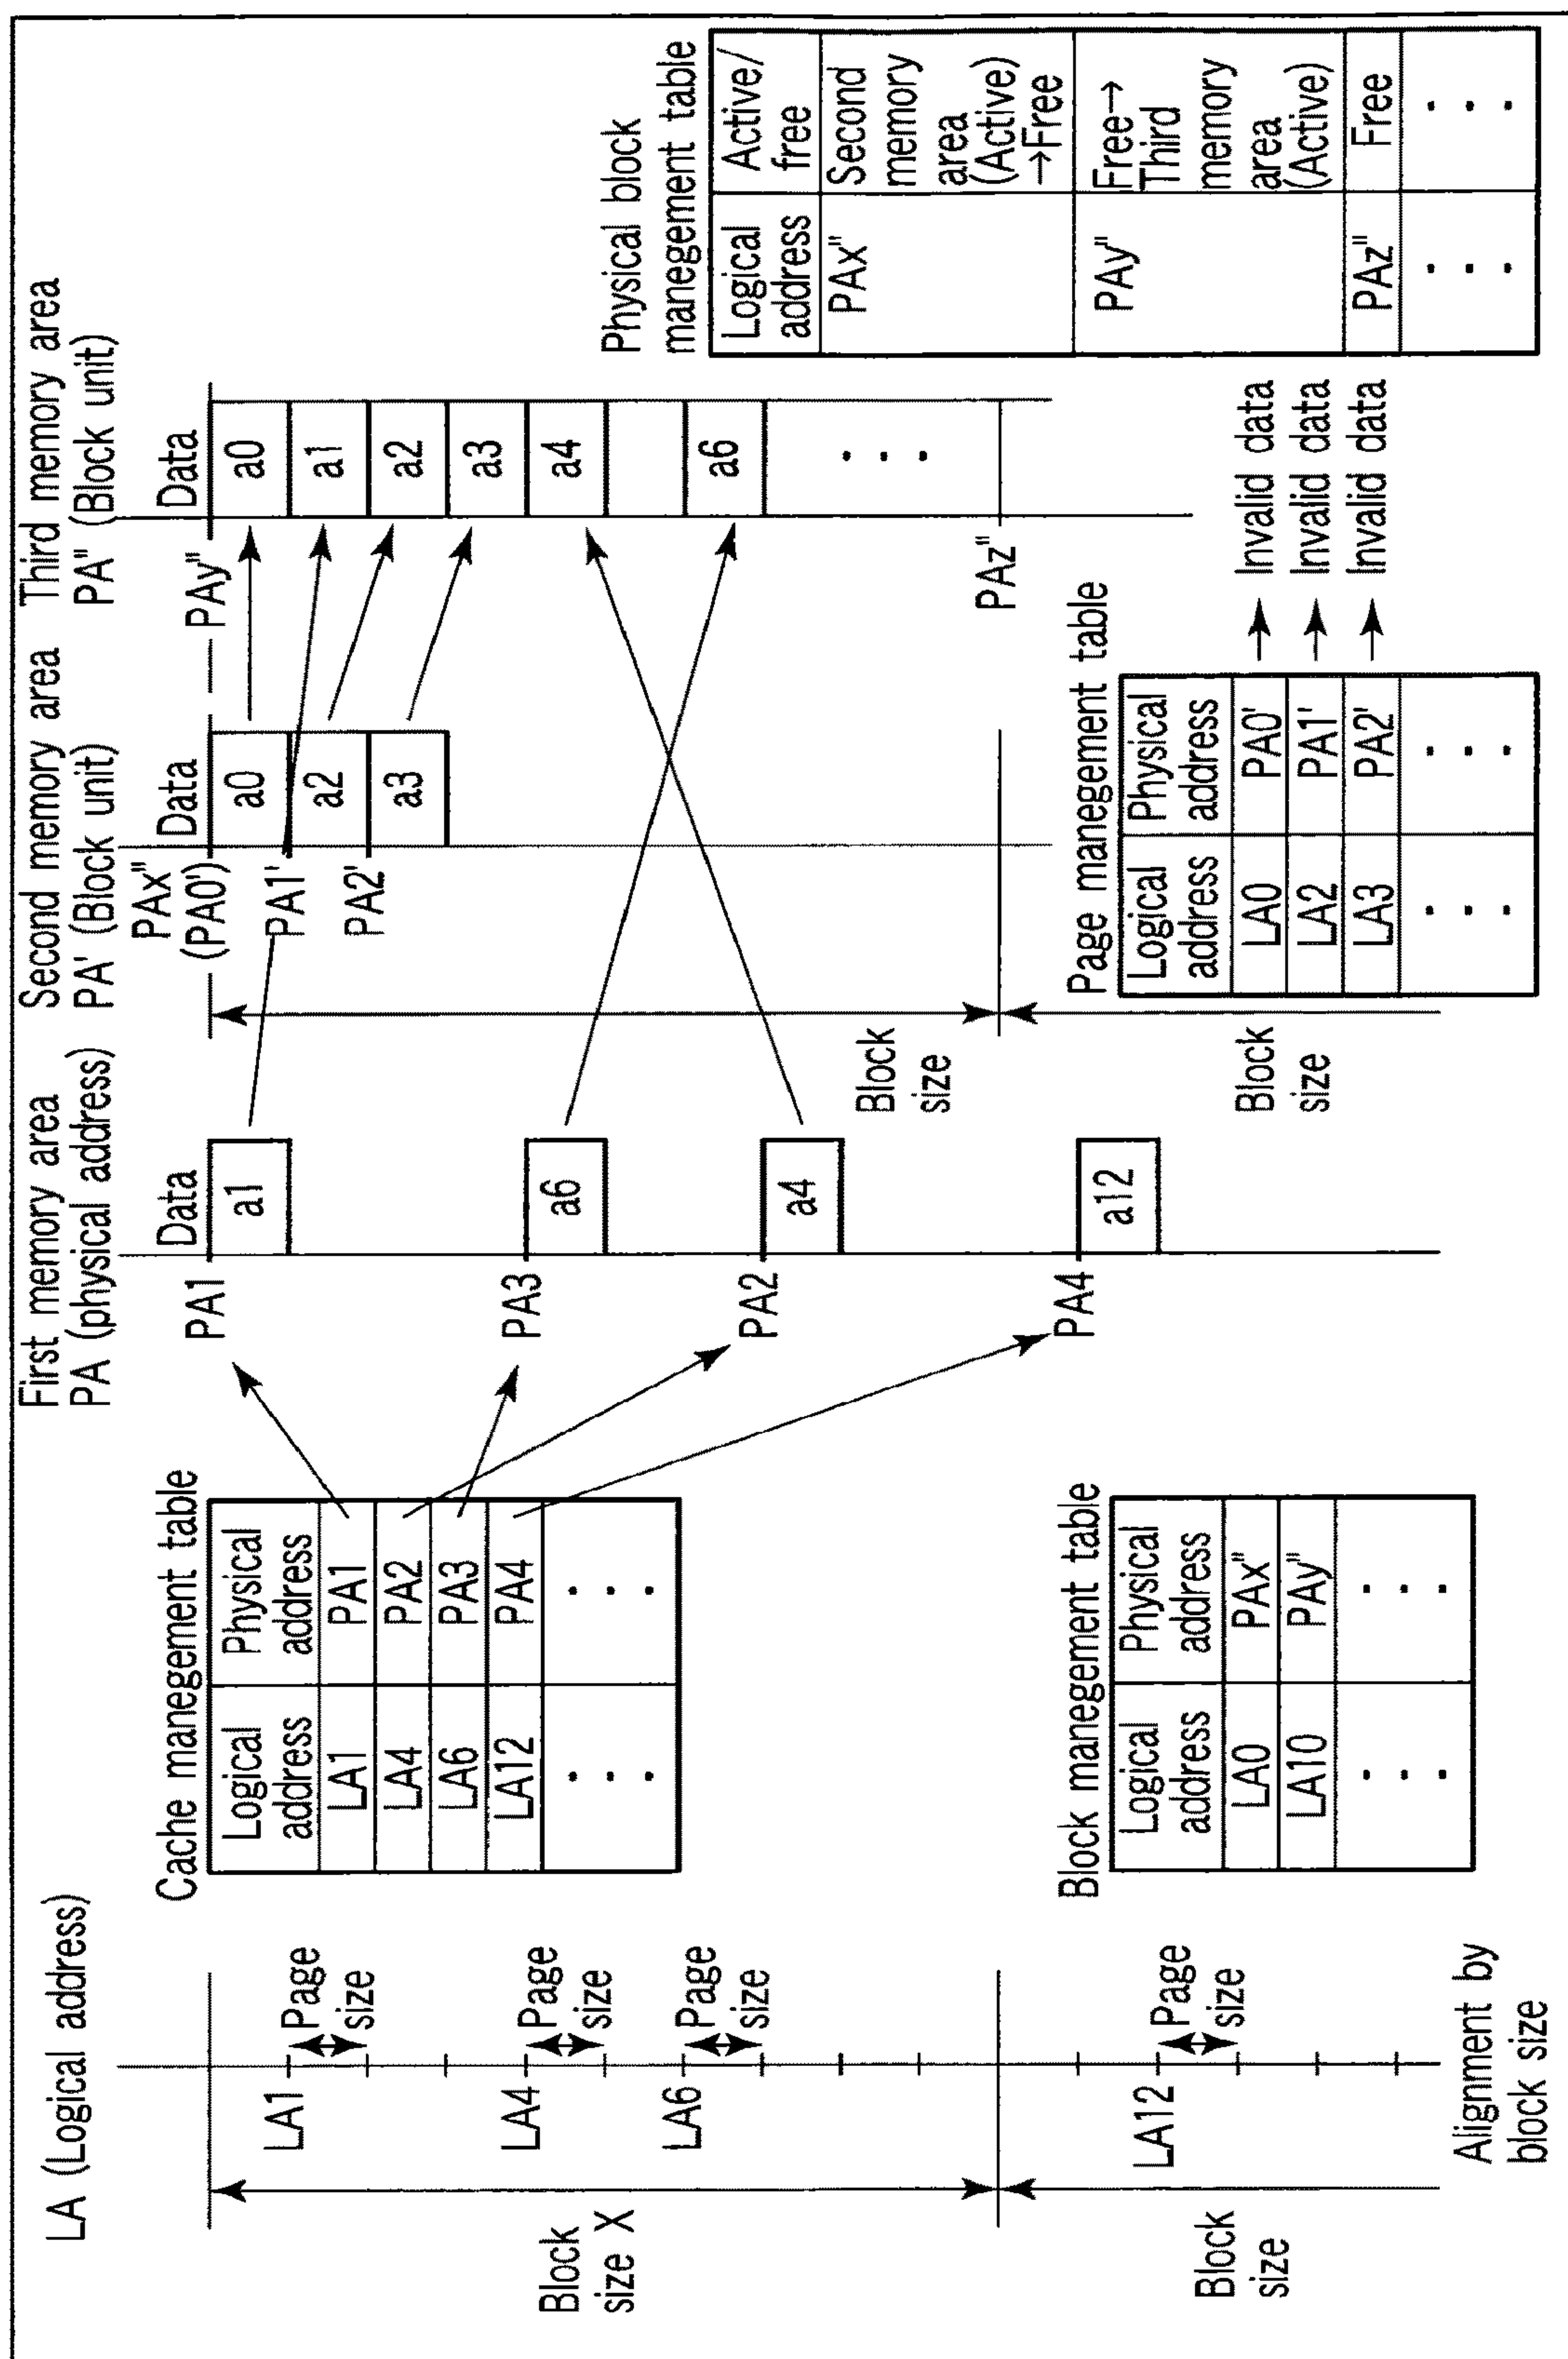 LA (Logical address)
LA1
Page
size
LA4
Page
size
LA6
Page
size
LA12
Page
size
Block
size X
Block
size
Alignment by
block size
Cache manegement table
Logical
address
Physical
address
LA1 PA1
LA4 PA2
LA6 PA3
LA12 PA4
Block manegement table
Logical
address
Physical
address
LA0 PAx"
LA10 PAy"
First memory area
PA (physical address)
Data
PA1
a1
PA3
a6
PA2
a4
PA4
a12
Second memory area
PA' (Block unit)
Data
PAx"
(PA0')
a0
PA1'
a2
PA2'
a3
Block
size
Block
size
Page manegement table
Logical
address
Physical
address
LA0 PA0' Invalid data
LA2 PA1' Invalid data
LA3 PA2' Invalid data
Third memory area
PA" (Block unit)
Data
PAy"
a0
a1
a2
a3
a4
a6
PAz"
Physical block
manegement table
Logical
address
Active/
free
PAx"
Second
memory
area
(Active)
→Free
PAy"
Free→
Third
memory
area
(Active)
PAz" Free